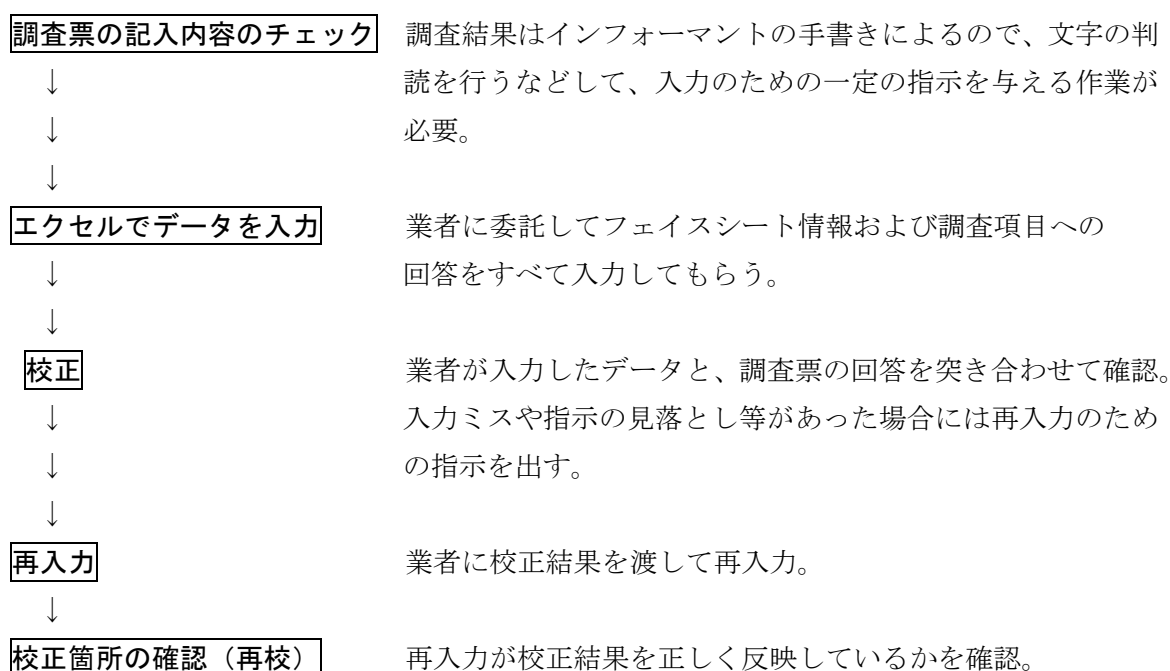 調査票の記入内容のチェック 調査結果はインフォーマントの手書きによるので、文字の判
↓ 読を行うなどして、入力のための一定の指示を与える作業が
↓ 必要。
↓
エクセルでデータを入力 業者に委託してフェイスシート情報および調査項目への
↓ 回答をすべて入力してもらう。
↓
校正 業者が入力したデータと、調査票の回答を突き合わせて確認。
↓ 入力ミスや指示の見落とし等があった場合には再入力のため
↓ の指示を出す。
↓
再入力 業者に校正結果を渡して再入力。
↓
校正箇所の確認（再校） 再入力が校正結果を正しく反映しているかを確認。